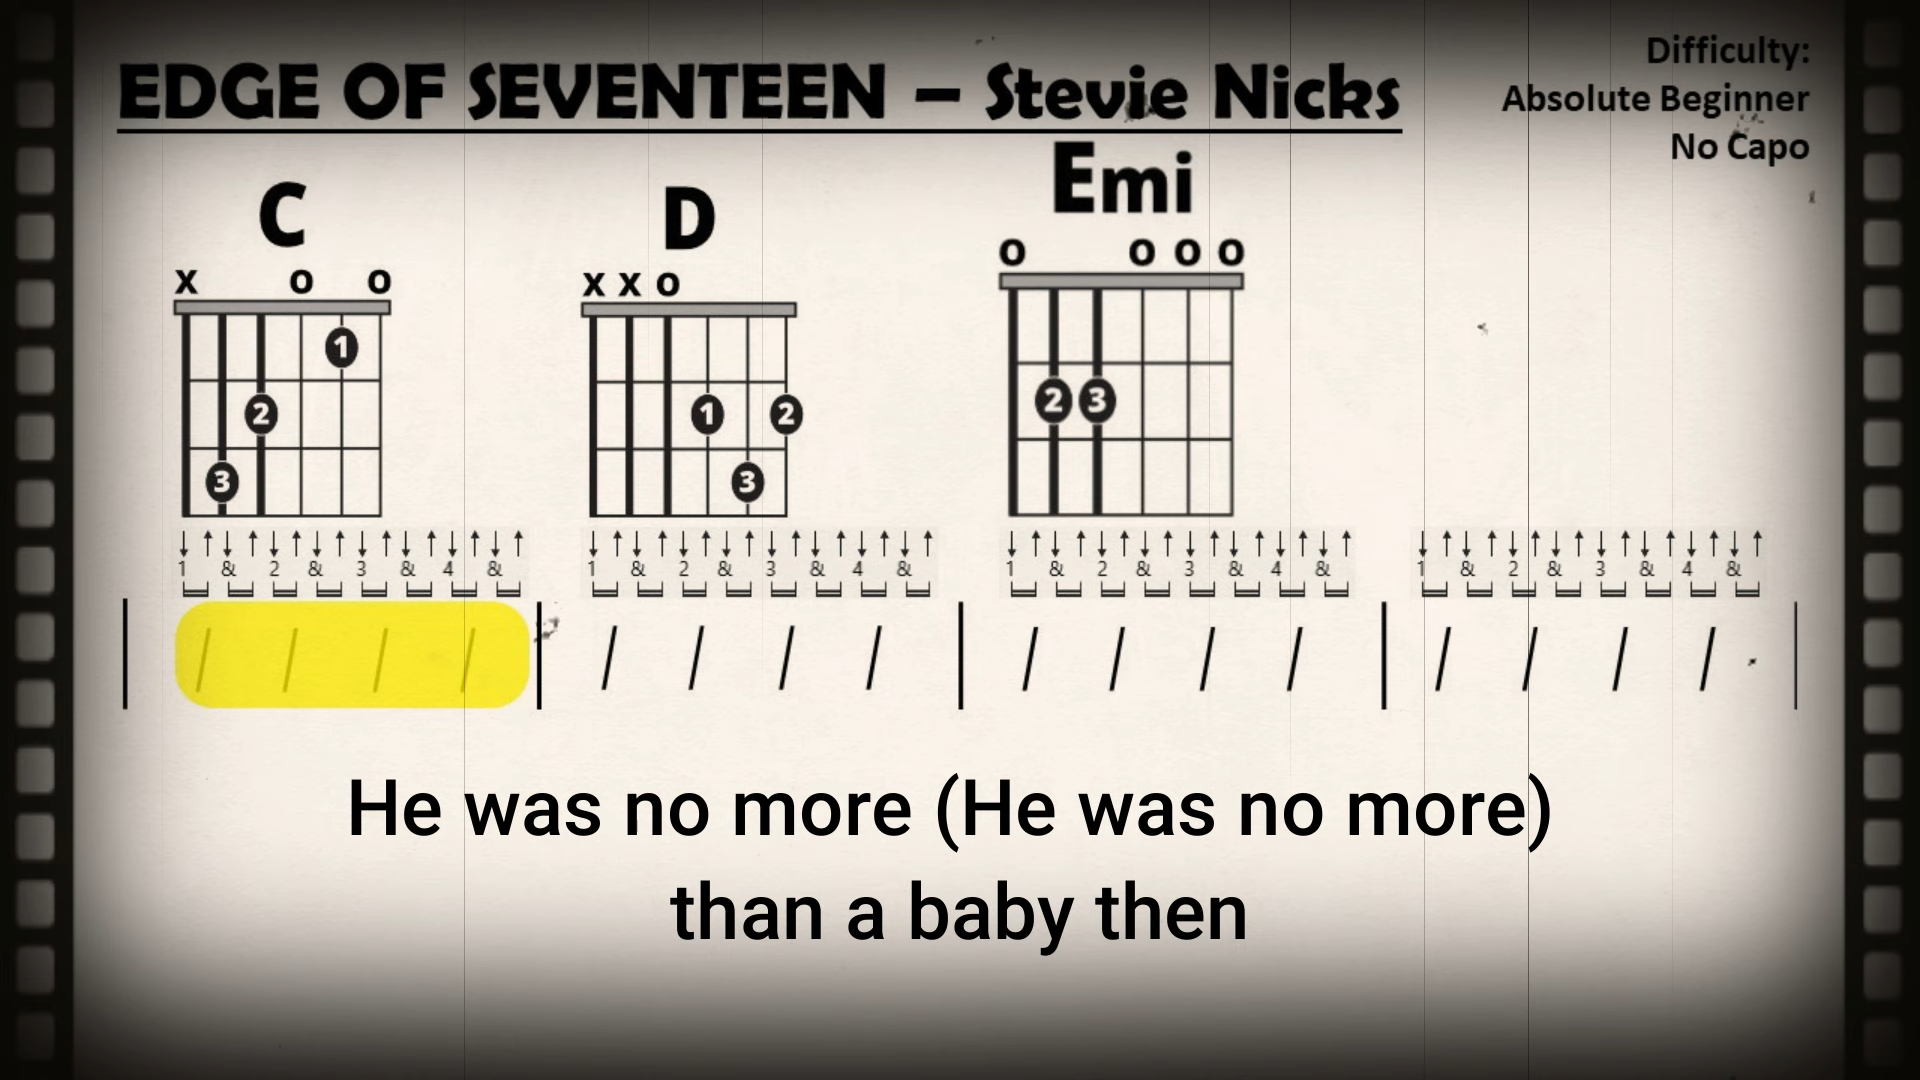 EDGE OF SEVENTEEN – Stevie Nicks
Difficulty:
Absolute Beginner
No Capo
C
D
Emi
x o o
x x o
o o o o
1
2
3
1 2
3
2 3
1 & 2 & 3 & 4 &
1 & 2 & 3 & 4 &
1 & 2 & 3 & 4 &
1 & 2 & 3 & 4 &
He was no more (He was no more)
than a baby then